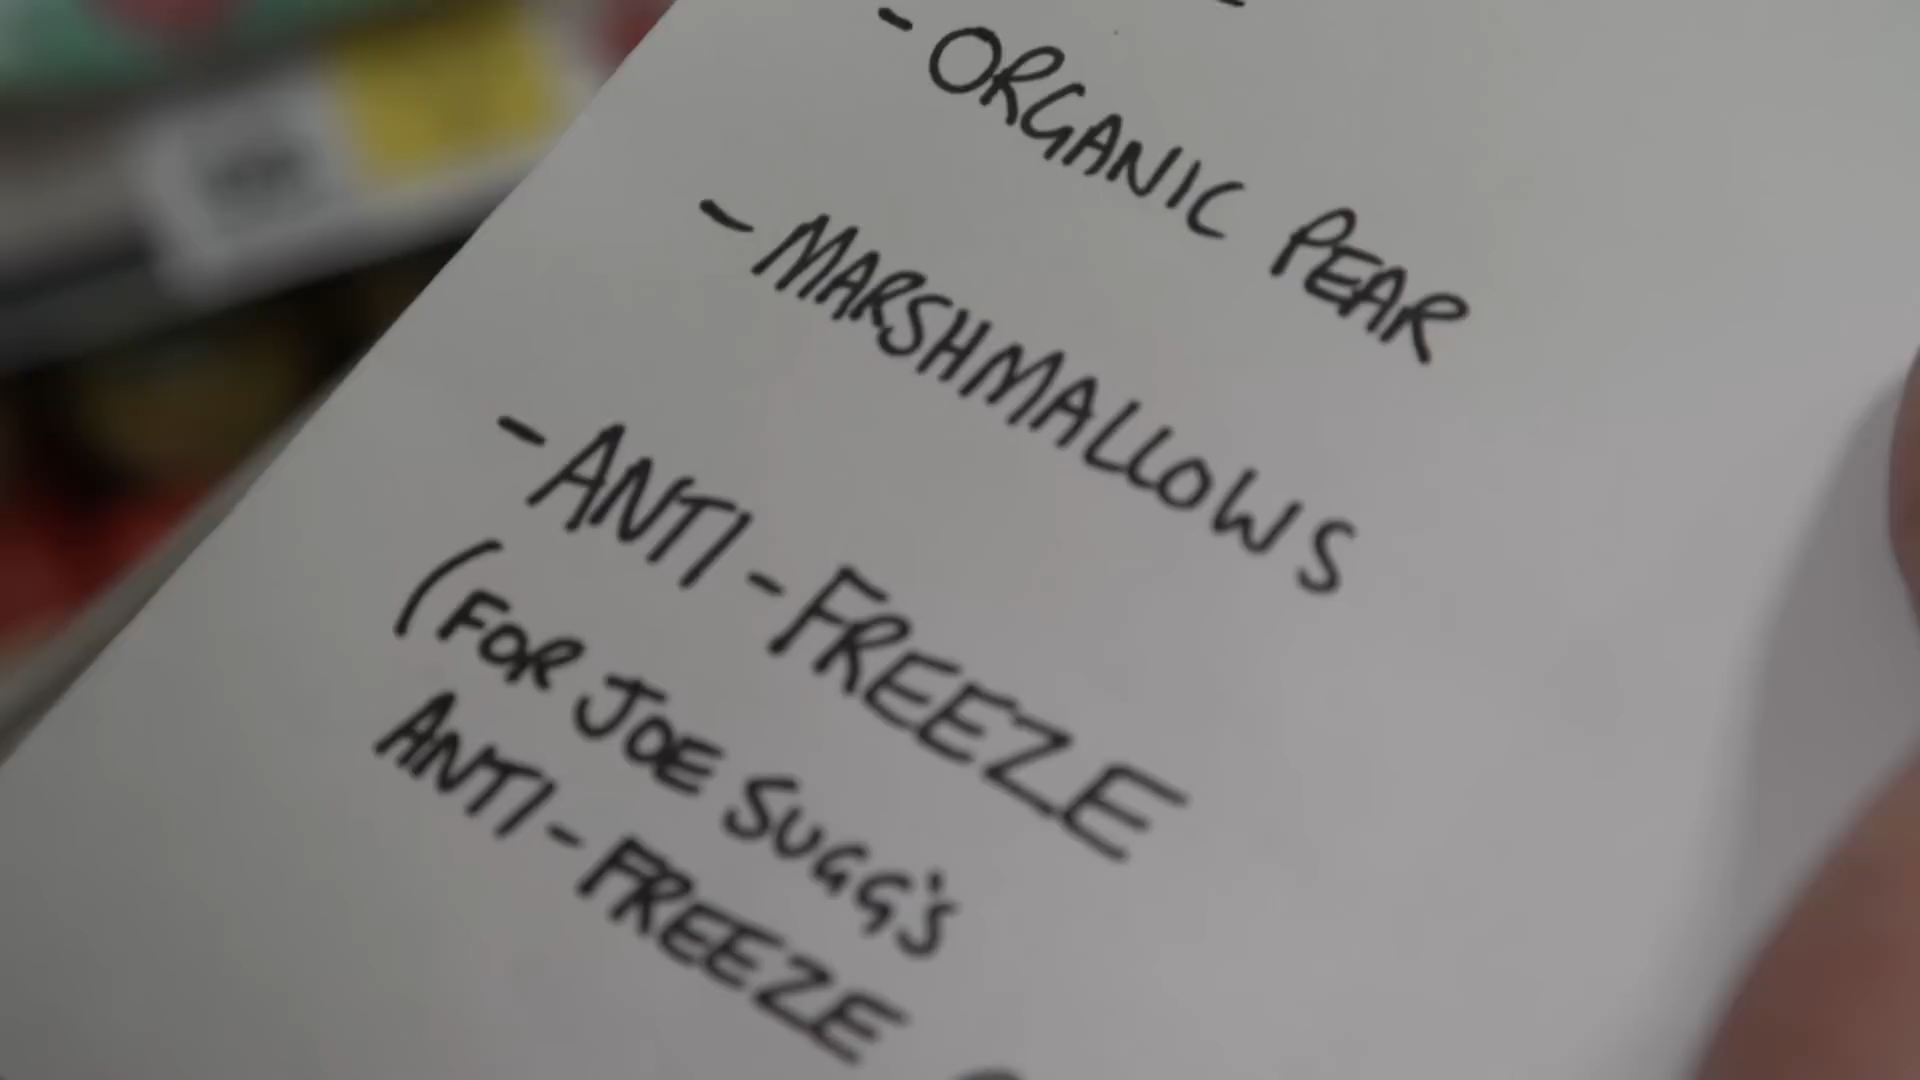 - ORGANIC PEAR
- MARSHMALLOWS
- ANTI-FREEZE
(FOR JOE SUGG'S
ANTI-FREEZE